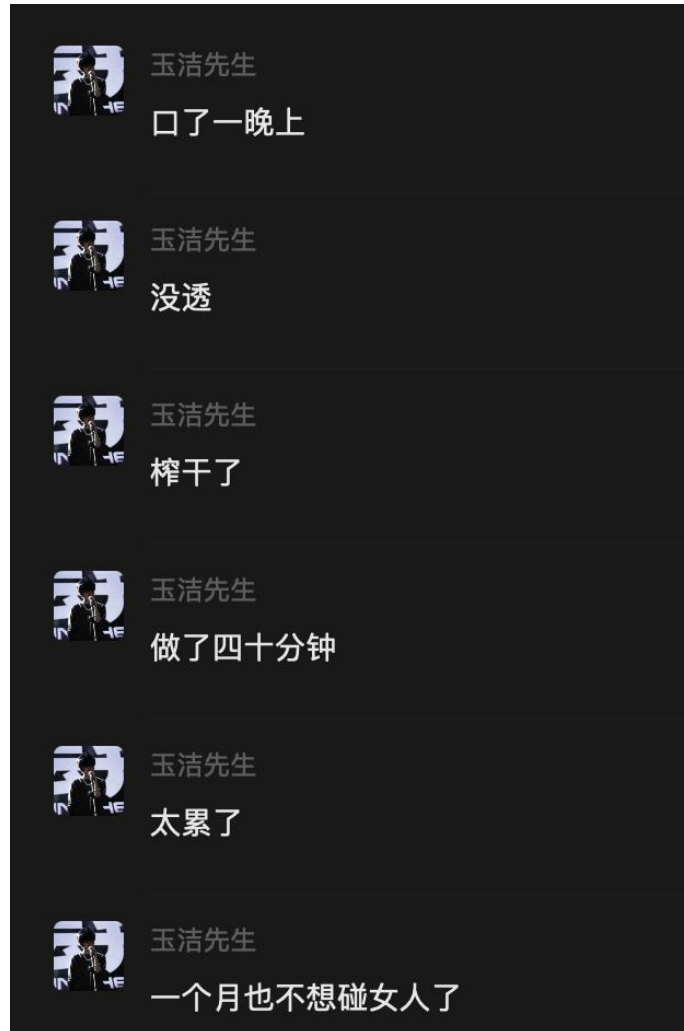 玉洁先生
口了一晚上
玉洁先生
没透
玉洁先生
榨干了
玉洁先生
做了四十分钟
玉洁先生
太累了
玉洁先生
一个月也不想碰女人了